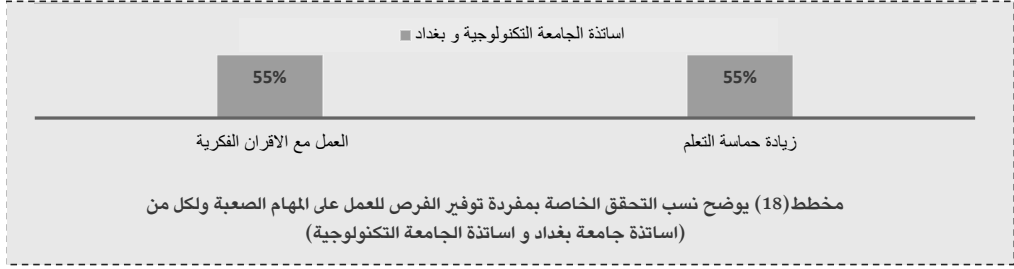 اساتذة الجامعة التكنولوجية و بغداد
55%
55%
زيادة حماسة التعلم
العمل مع الاقران الفكرية
مخطط(18) يوضح نسب التحقق الخاصة بمفردة توفير الفرص للعمل على المهام الصعبة ولكل من
(اساتذة جامعة بغداد و اساتذة الجامعة التكنولوجية)